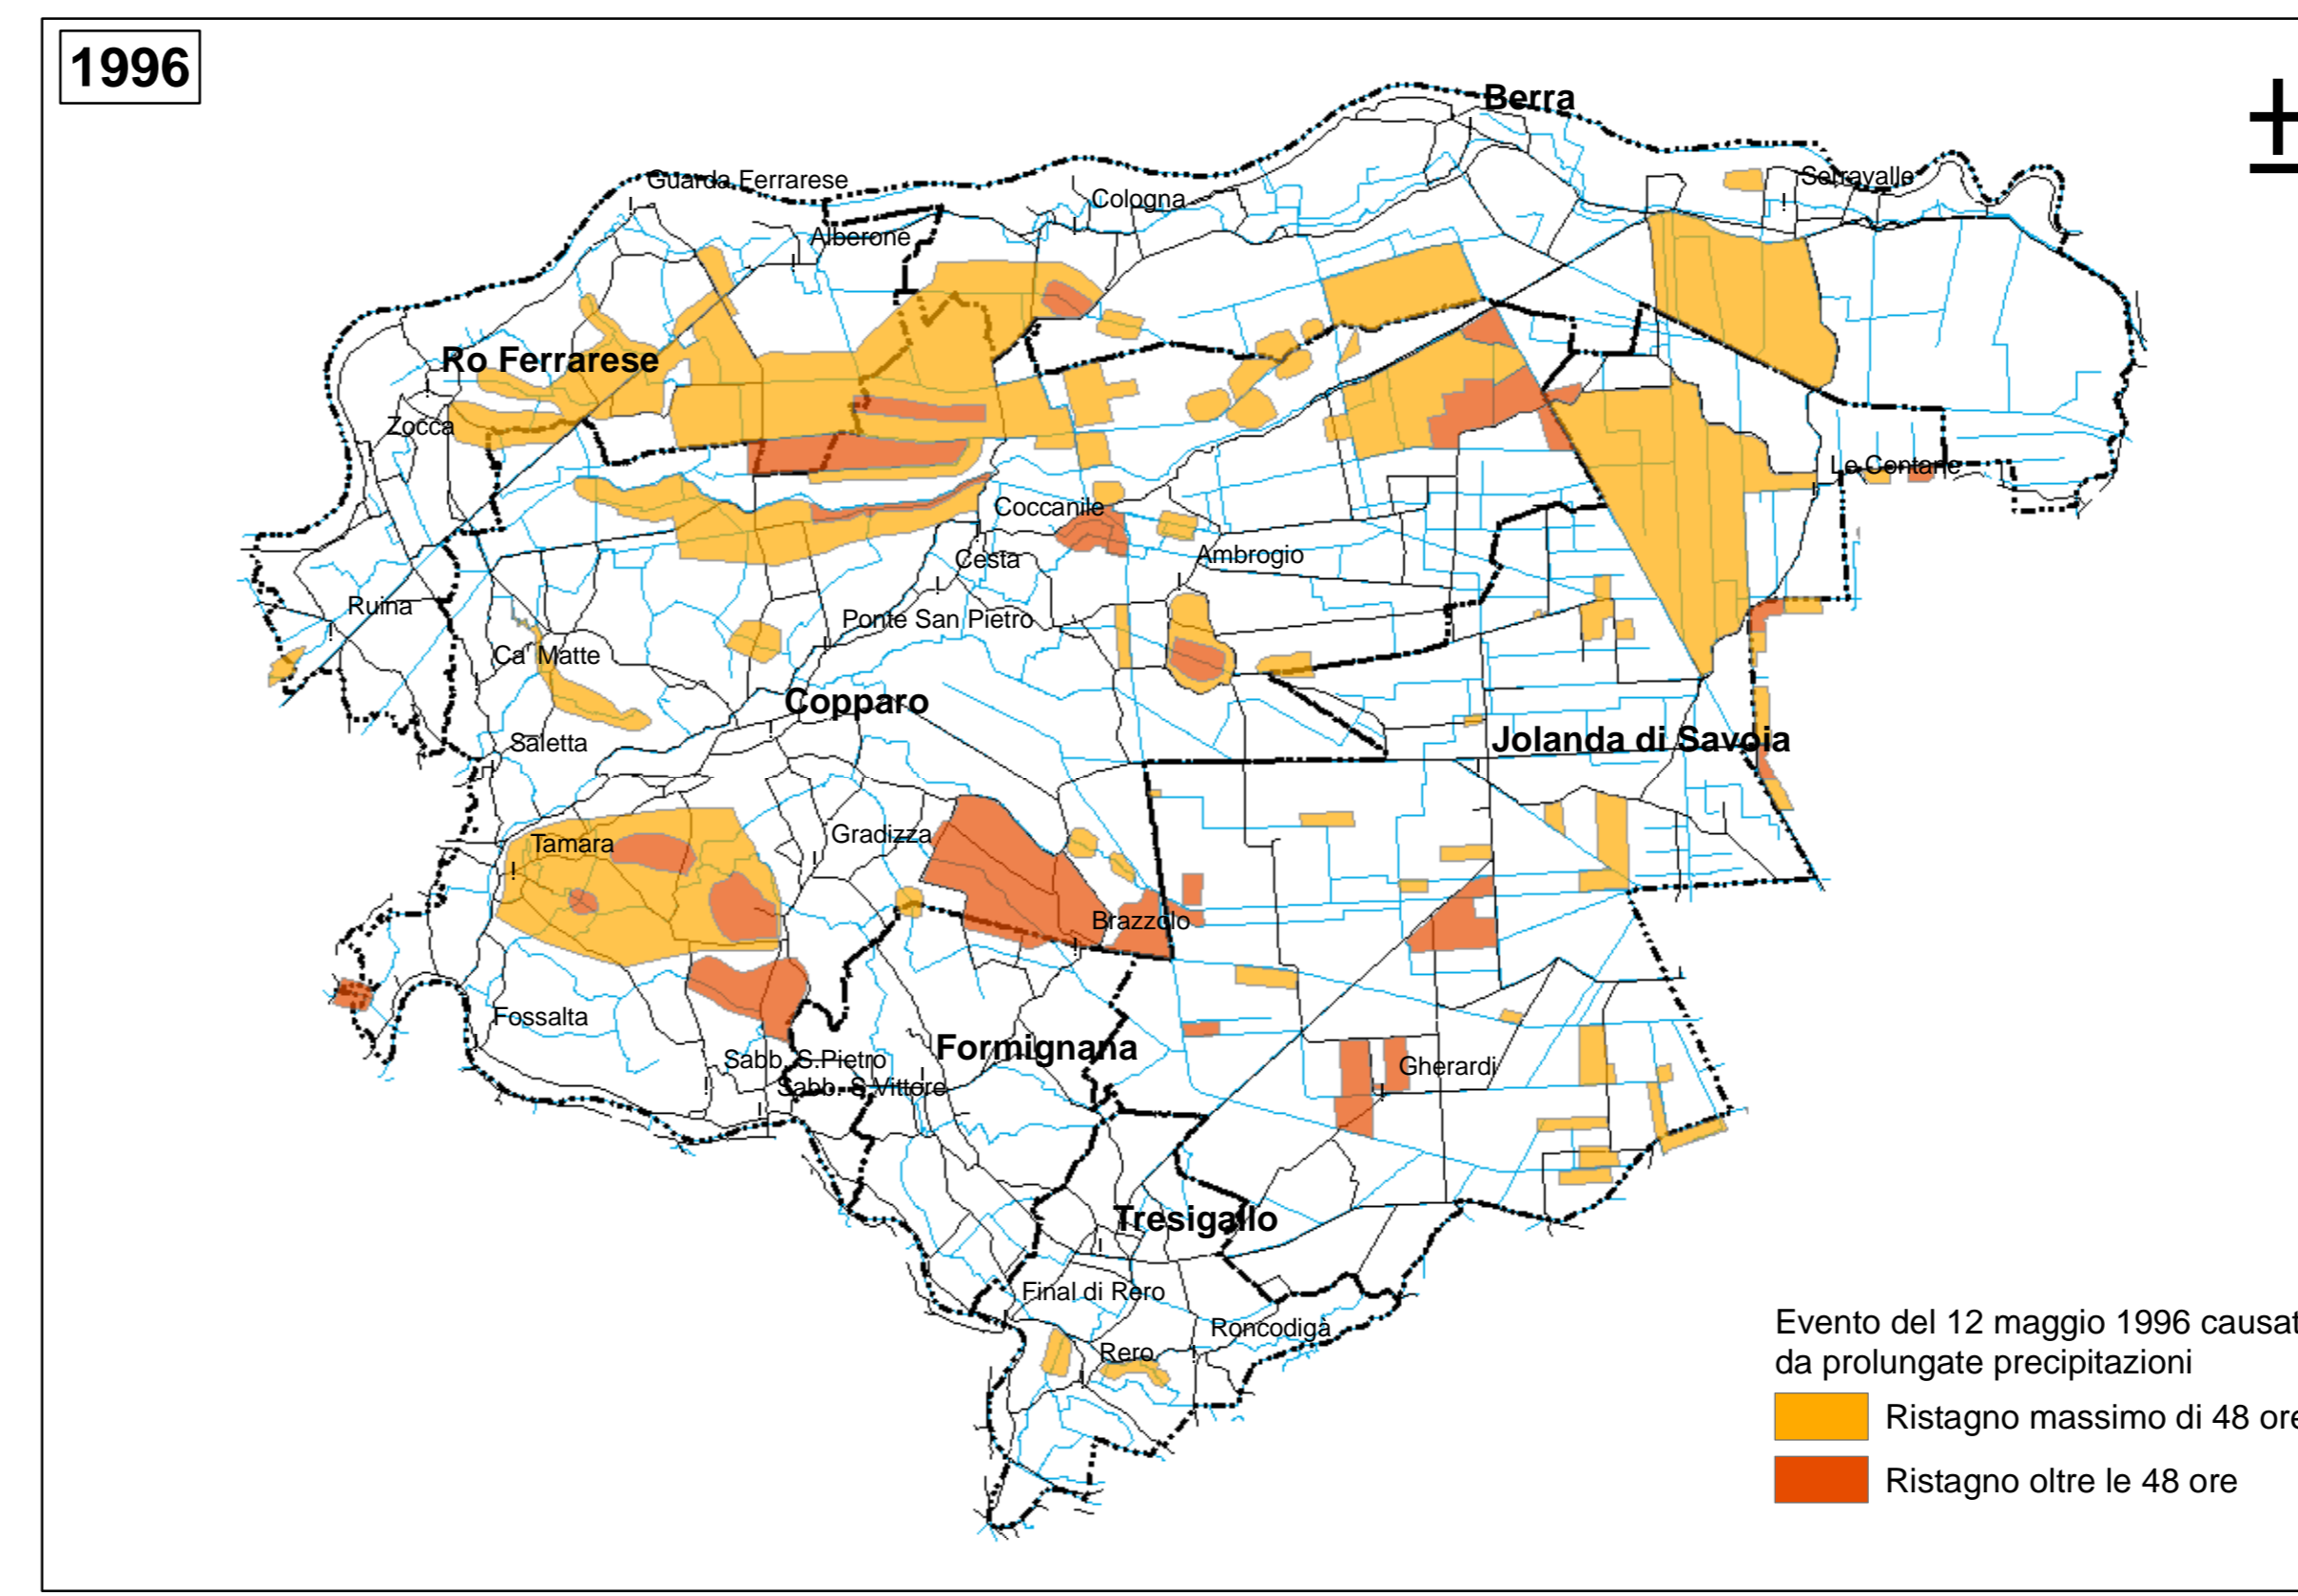 1996
Berra
Guarda Ferrarese
Serravalle
Cologna
Alberone
Ro Ferrarese
Zocca
Le Contane
Coccanile
Cesta
Ambrogio
Ruina
Ponte San Pietro
Ca' Matte
Copparo
Saletta
Jolanda di Savoia
Gradizza
Tamara
Brazzolo
Fossalta
Formignana
Sabb. S.Pietro
Gherardi
Sabb. S.Vittore
Tresigallo
Final di Rero
Roncodigà
Rero
Evento del 12 maggio 1996 causat
da prolungate precipitazioni
Ristagno massimo di 48 ore
Ristagno oltre le 48 ore